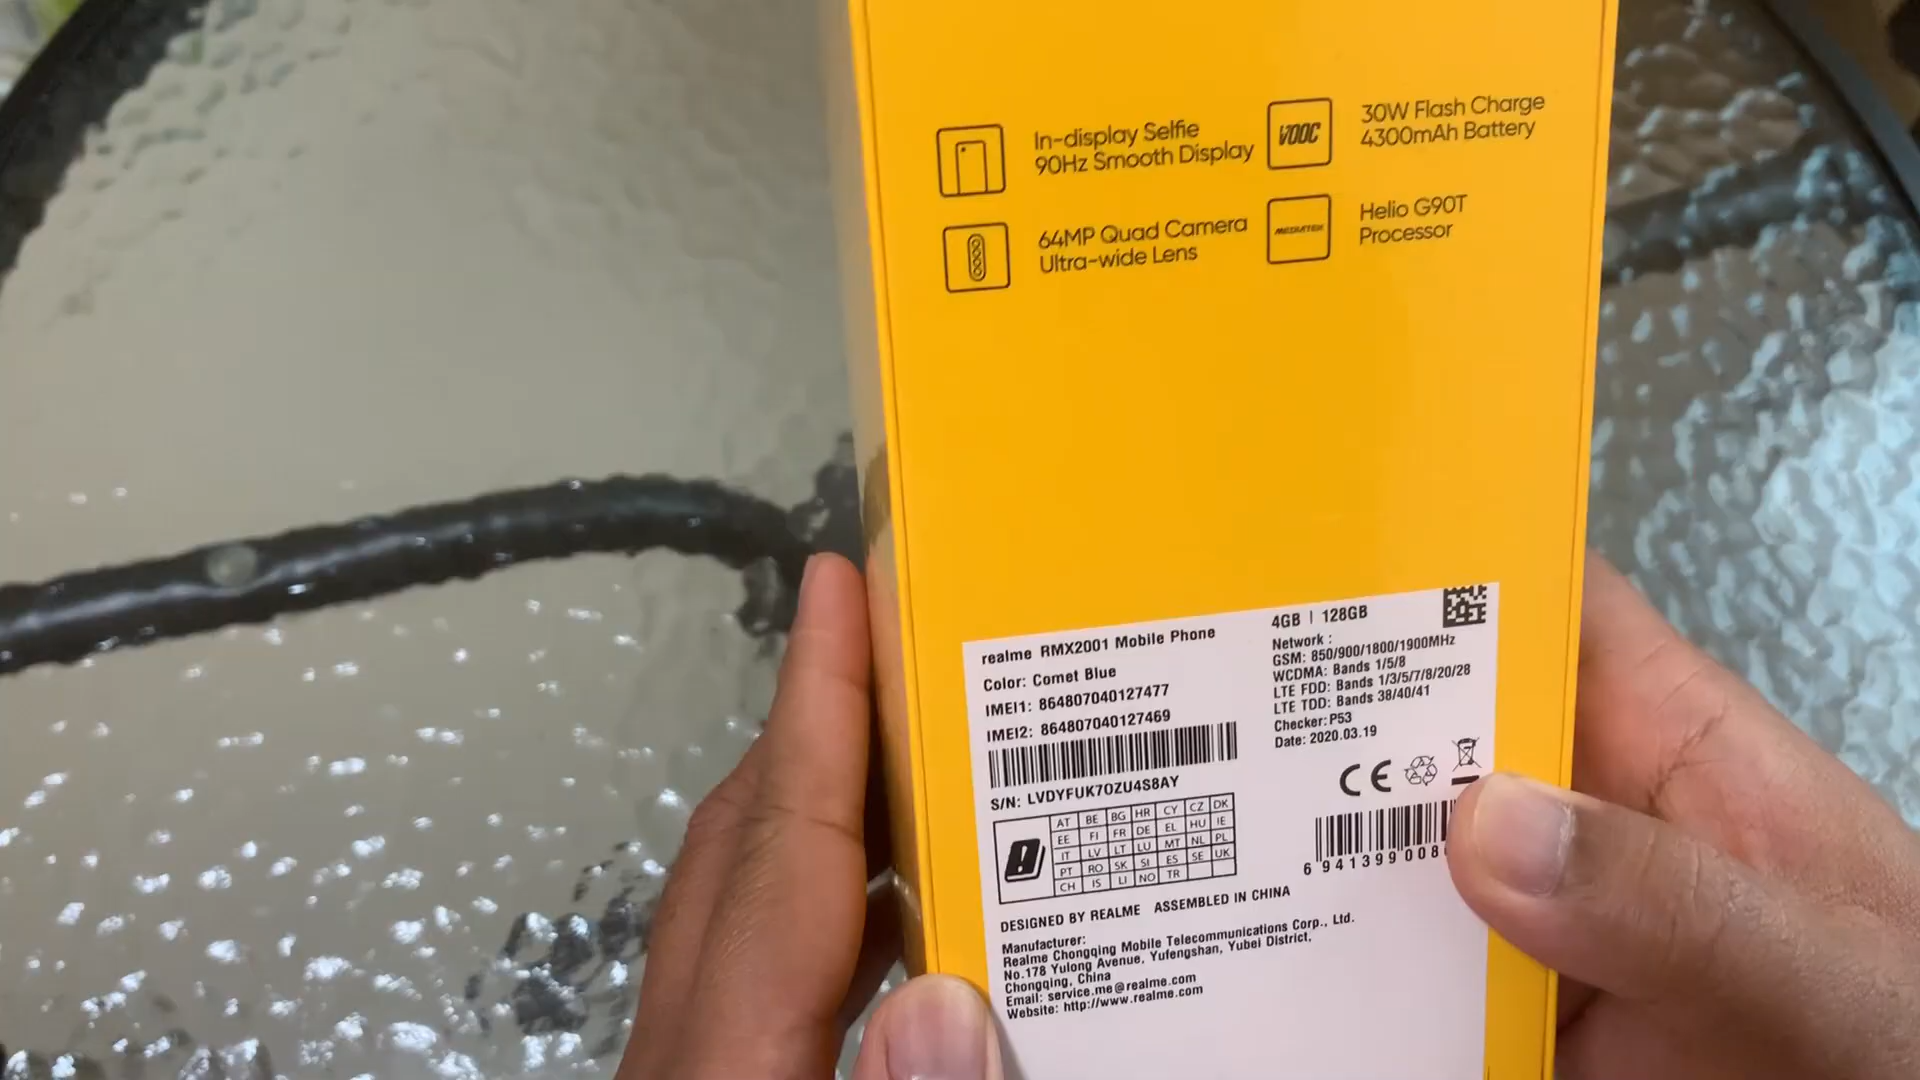 In-display Selfie
90Hz Smooth Display
VOOC
30W Flash Charge
4300mAh Battery
64MP Quad Camera
Ultra-wide Lens
MEDIATEK
Helio G90T
Processor
realme RMX2001 Mobile Phone
Color: Comet Blue
IMEI1: 864807040127477
IMEI2: 864807040127469
S/N: LVDYFUK7OZU4S8AY
4GB | 128GB
Network :
GSM: 850/900/1800/1900MHz
WCDMA: Bands 1/5/8
LTE FDD: Bands 1/3/5/7/8/20/28
LTE TDD: Bands 38/40/41
Checker: P53
Date: 2020.03.19
CE
AT BE BG HR CY CZ DK
EE FI FR DE EL HU IE
IT LV LT LU MT NL PL
PT RO SK SI ES SE UK
CH IS LI NO TR
6 941399 008
DESIGNED BY REALME ASSEMBLED IN CHINA
Manufacturer:
Realme Chongqing Mobile Telecommunications Corp., Ltd.
No.178 Yulong Avenue, Yufengshan, Yubei District,
Chongqing, China
Email: service.me@realme.com
Website: http://www.realme.com